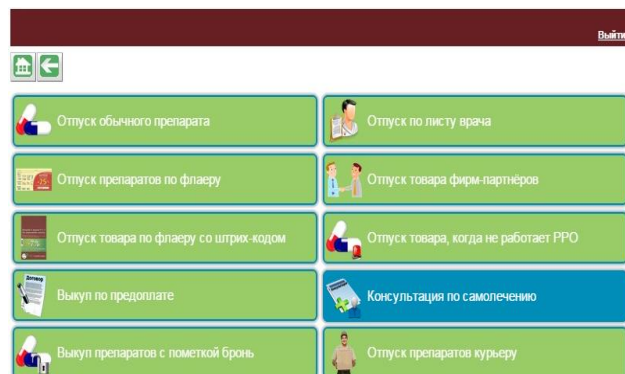 Выйти
Отпуск обычного препарата
Отпуск по листу врача
Отпуск препаратов по флаеру
Отпуск товара фирм-партнёров
Отпуск товара по флаеру со штрих-кодом
Отпуск товара, когда не работает РРО
Выкуп по предоплате
Консультация по самолечению
Выкуп препаратов с пометкой бронь
Отпуск препаратов курьеру